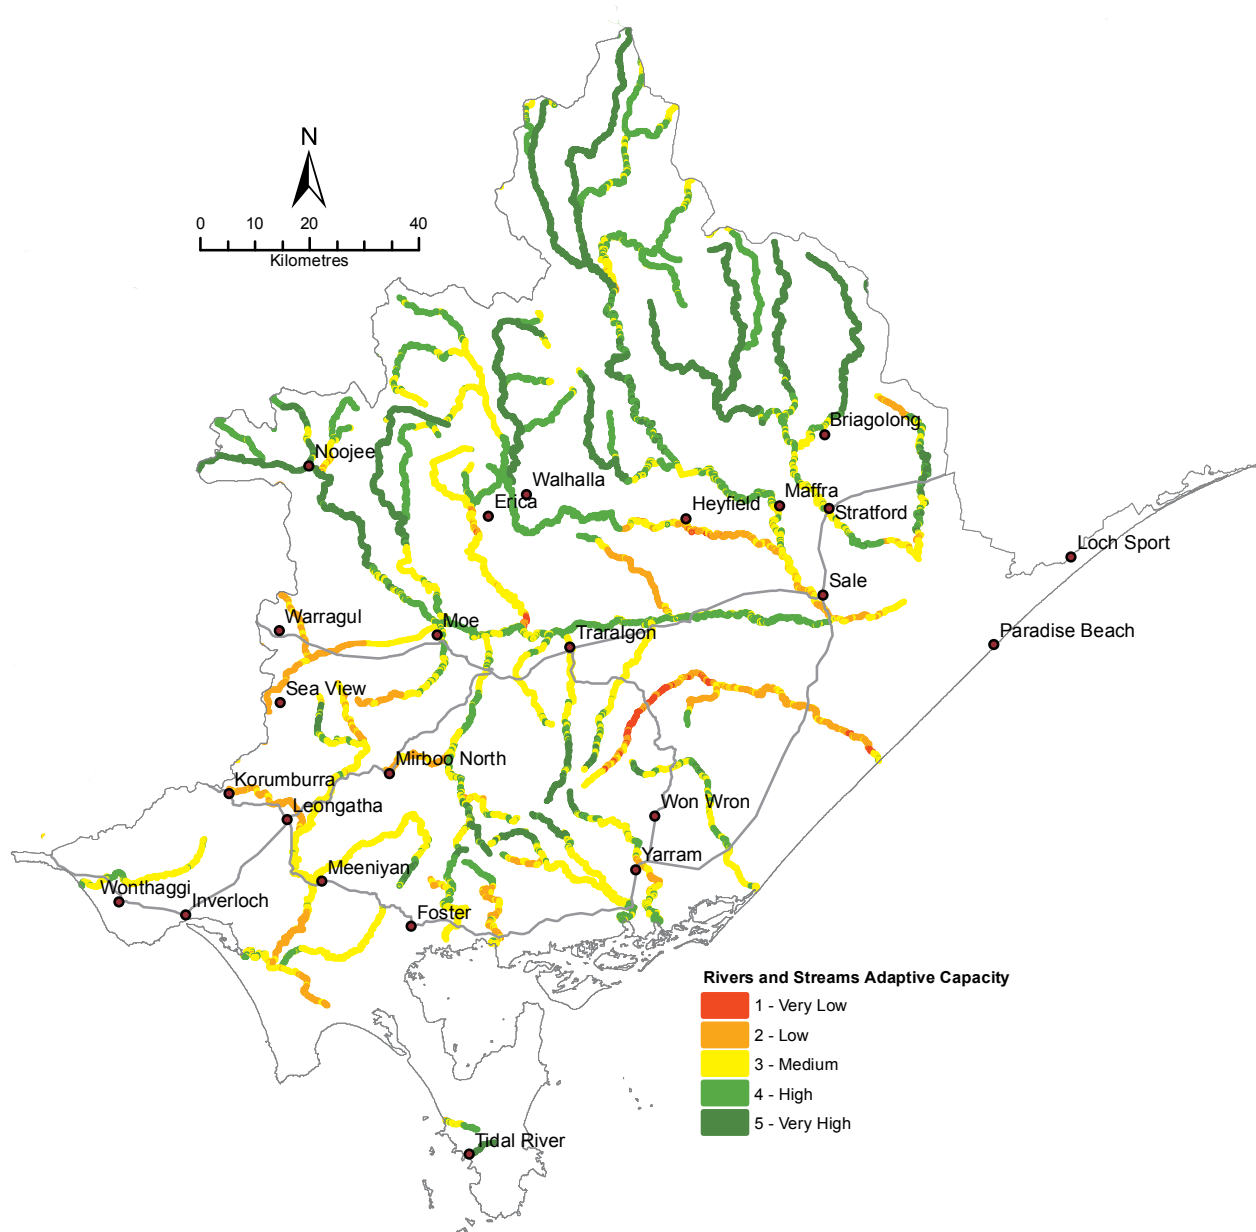 N
0 10 20 40
Kilometres
Briagolong
Noojee
Walhalla
Erica
Heyfield
Maffra
Stratford
Loch Sport
Sale
Warragul
Moe
Traralgon
Paradise Beach
Sea View
Mirboo North
Korumburra
Leongatha
Won Wron
Yarram
Meeniyan
Wonthaggi
Inverloch
Foster
Rivers and Streams Adaptive Capacity
1 - Very Low
2 - Low
3 - Medium
4 - High
5 - Very High
Tidal River